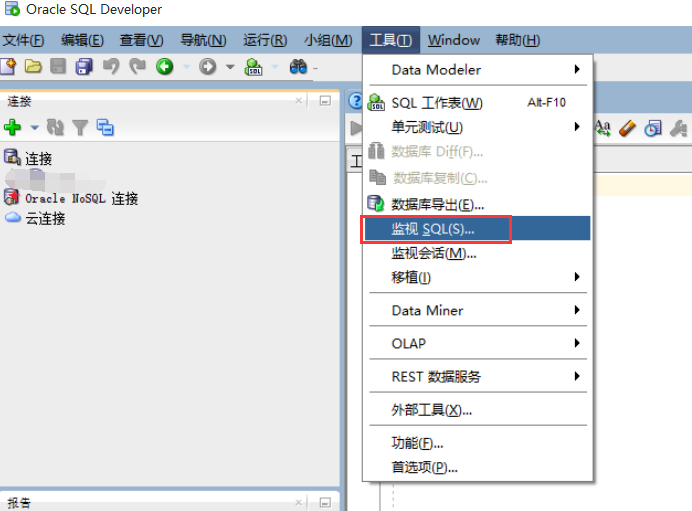 Oracle SQL Developer
文件(F) 编辑(E) 查看(V) 导航(N) 运行(R) 小组(M) 工具(T) Window 帮助(H)
连接
连接
Oracle NoSQL 连接
云连接
报告
Data Modeler
SQL 工作表(W) Alt-F10
单元测试(U)
数据库 Diff(F)...
数据库复制(C)...
数据库导出(E)...
监视 SQL(S)...
监视会话(M)...
移植(I)
Data Miner
OLAP
REST 数据服务
外部工具(X)...
功能(F)...
首选项(P)...